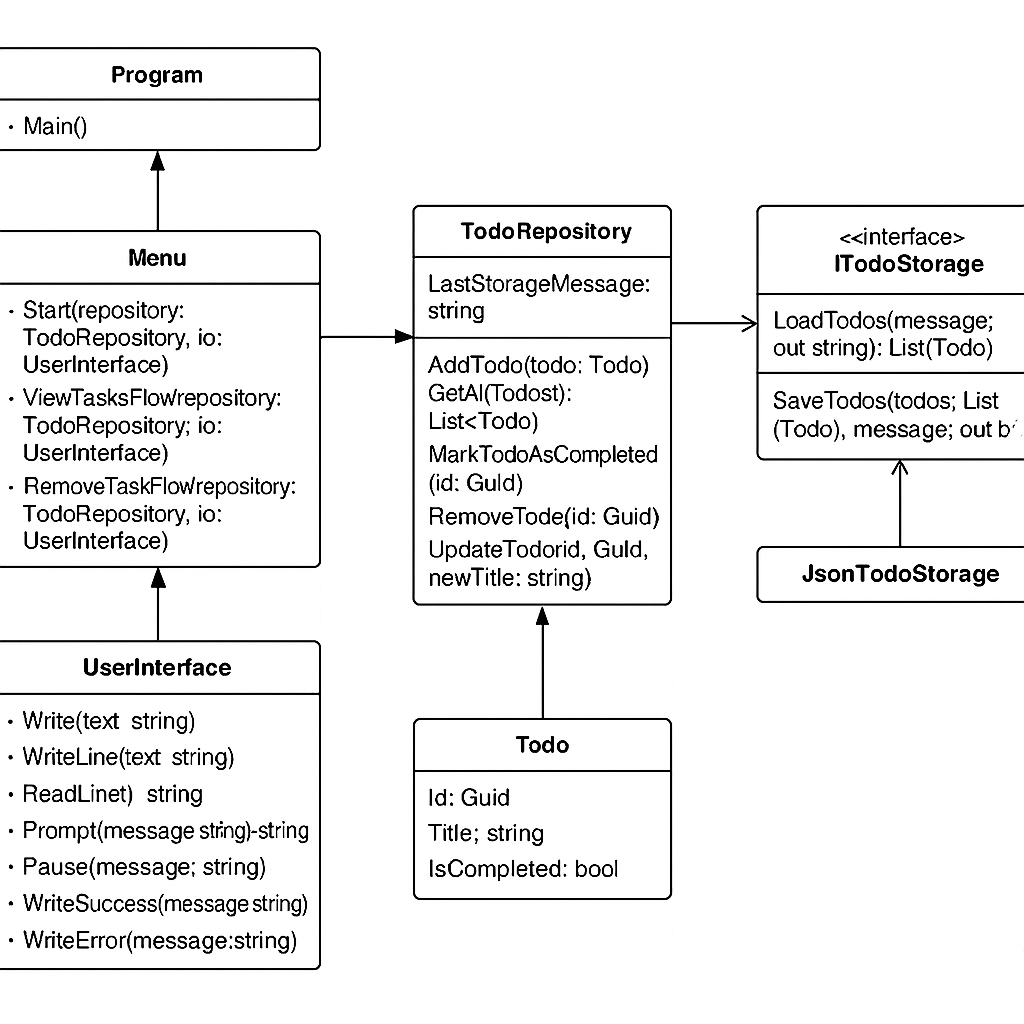 Program
· Main()
Menu
· Start(repository:
TodoRepository, io:
UserInterface)
· ViewTasksFlow/repository:
TodoRepository; io:
UserInterface)
· RemoveTaskFlow/repository:
TodoRepository, io:
UserInterface)
UserInterface
· Write(text string)
· WriteLine(text string)
· ReadLinet) string
· Prompt(message string)-string
· Pause(message; string)
· WriteSuccess(message string)
· WriteError(message:string)
TodoRepository
LastStorageMessage:
string
AddTodo(todo: Todo)
GetAl(Todost):
List<Todo)
MarkTodoAsCompleted
(id: Guld)
RemoveTode(id: Guid)
UpdateTodorid, Guld,
newTitle: string)
Todo
Id: Guid
Title; string
IsCompleted: bool
<<interface>
ITodoStorage
LoadTodos(message;
out string): List(Todo)
SaveTodos(todos; List
(Todo), message; out
JsonTodoStorage